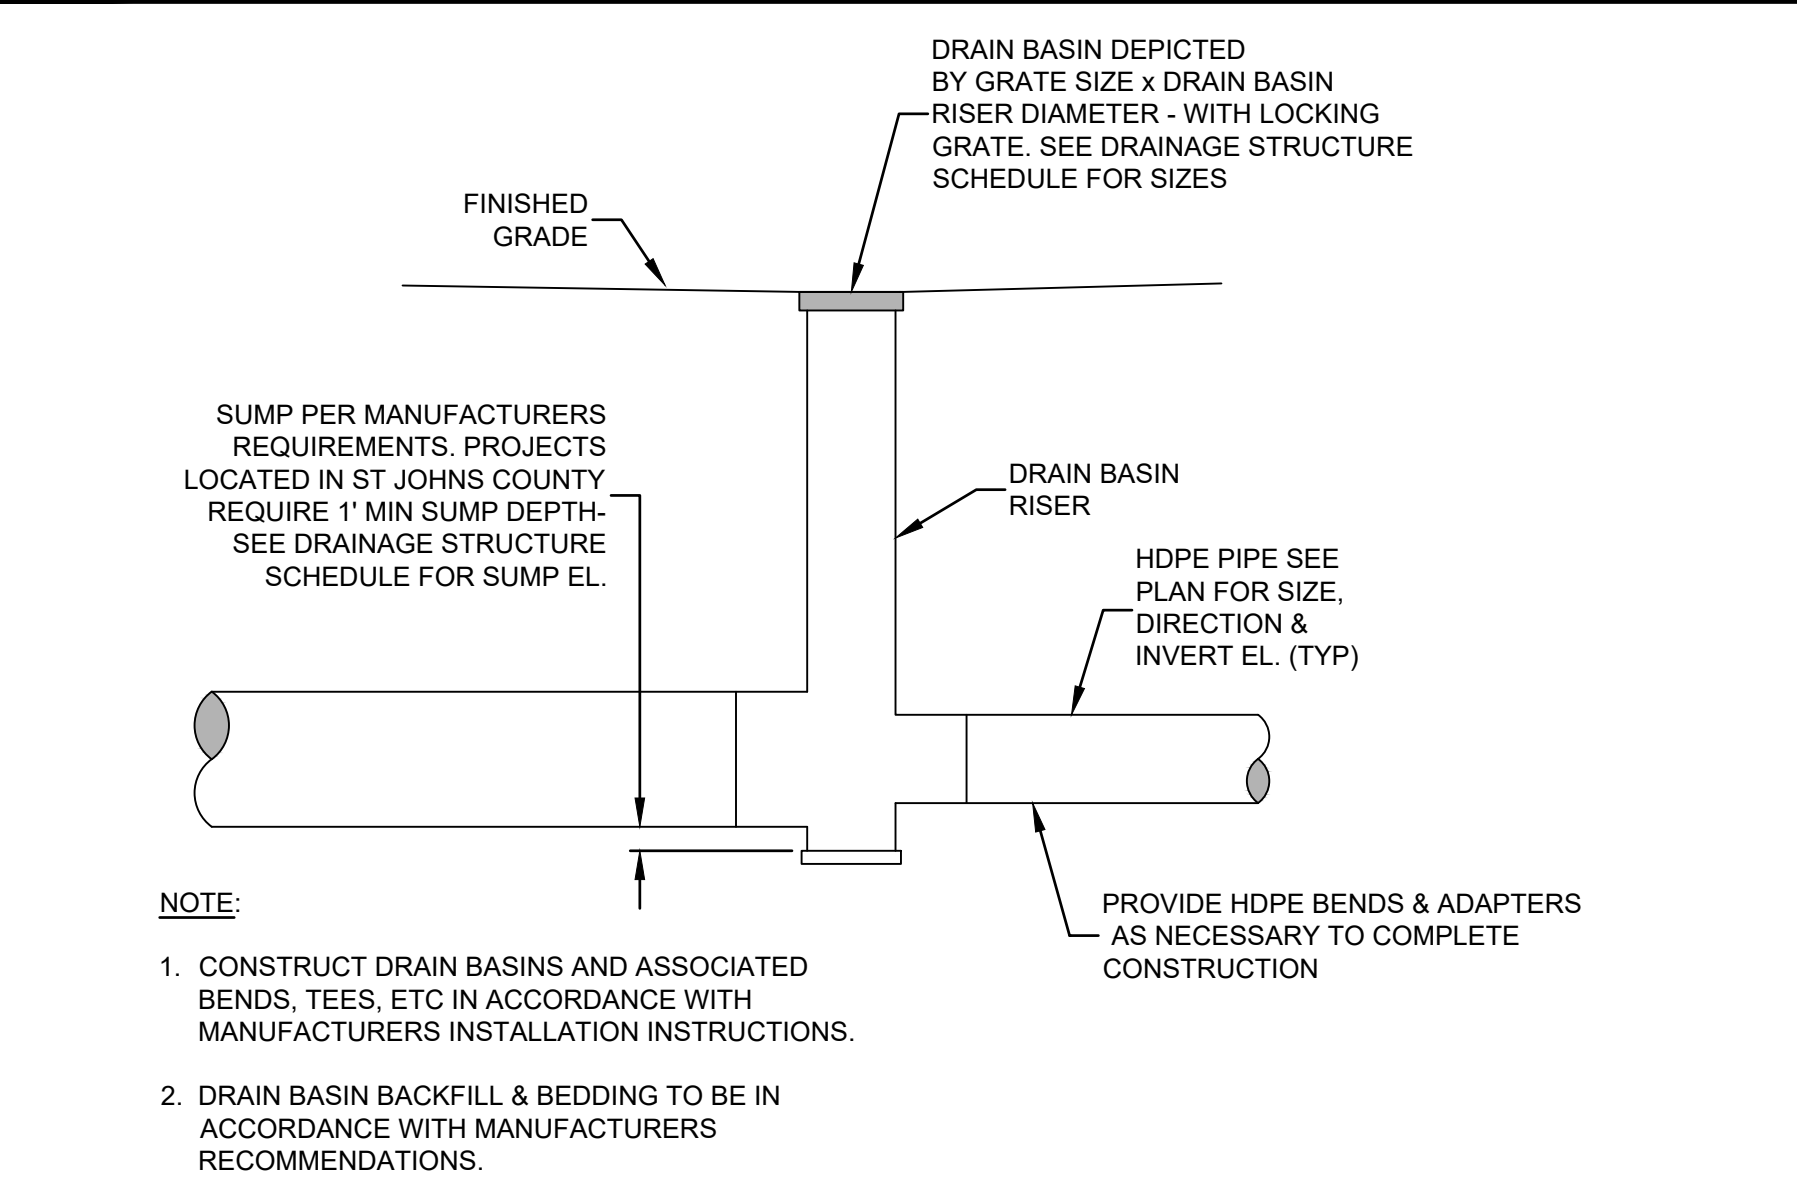 DRAIN BASIN DEPICTED
BY GRATE SIZE x DRAIN BASIN
RISER DIAMETER - WITH LOCKING
GRATE. SEE DRAINAGE STRUCTURE
SCHEDULE FOR SIZES
FINISHED
GRADE
SUMP PER MANUFACTURERS
REQUIREMENTS. PROJECTS
LOCATED IN ST JOHNS COUNTY
REQUIRE 1' MIN SUMP DEPTH-
SEE DRAINAGE STRUCTURE
SCHEDULE FOR SUMP EL.
DRAIN BASIN
RISER
HDPE PIPE SEE
PLAN FOR SIZE,
DIRECTION &
INVERT EL. (TYP)
PROVIDE HDPE BENDS & ADAPTERS
AS NECESSARY TO COMPLETE
CONSTRUCTION
NOTE:
1. CONSTRUCT DRAIN BASINS AND ASSOCIATED
BENDS, TEES, ETC IN ACCORDANCE WITH
MANUFACTURERS INSTALLATION INSTRUCTIONS.
2. DRAIN BASIN BACKFILL & BEDDING TO BE IN
ACCORDANCE WITH MANUFACTURERS
RECOMMENDATIONS.